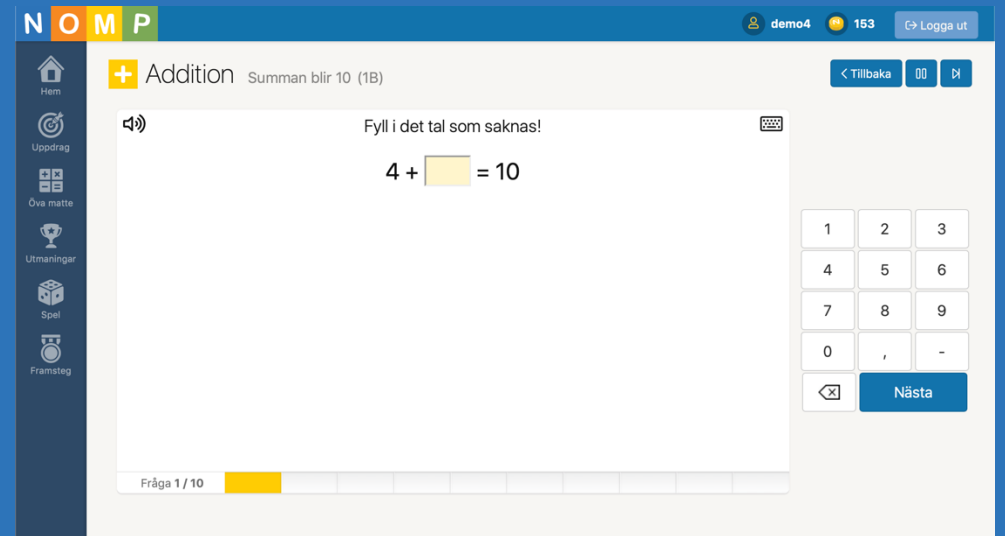 NOMP
demo4 153 Logga ut
Hem
Uppdrag
Öva matte
Utmaningar
Spel
Framsteg
Addition Summan blir 10 (1B)
Tillbaka
Fyll i det tal som saknas!
4 + = 10
1 2 3
4 5 6
7 8 9
0 , -
Nästa
Fråga 1 / 10